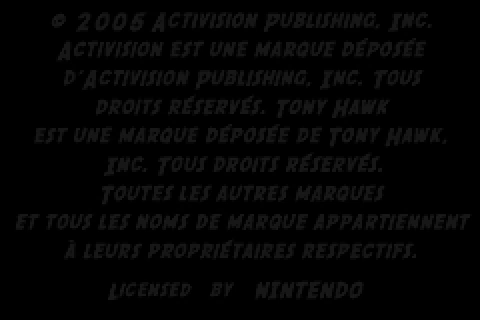 © 2005 Activision Publishing, Inc.
Activision est une marque déposée
d'Activision Publishing, Inc. Tous
droits réservés. Tony Hawk
est une marque déposée de Tony Hawk,
Inc. Tous droits réservés.
Toutes les autres marques
et tous les noms de marque appartiennent
à leurs propriétaires respectifs.
Licensed by Nintendo